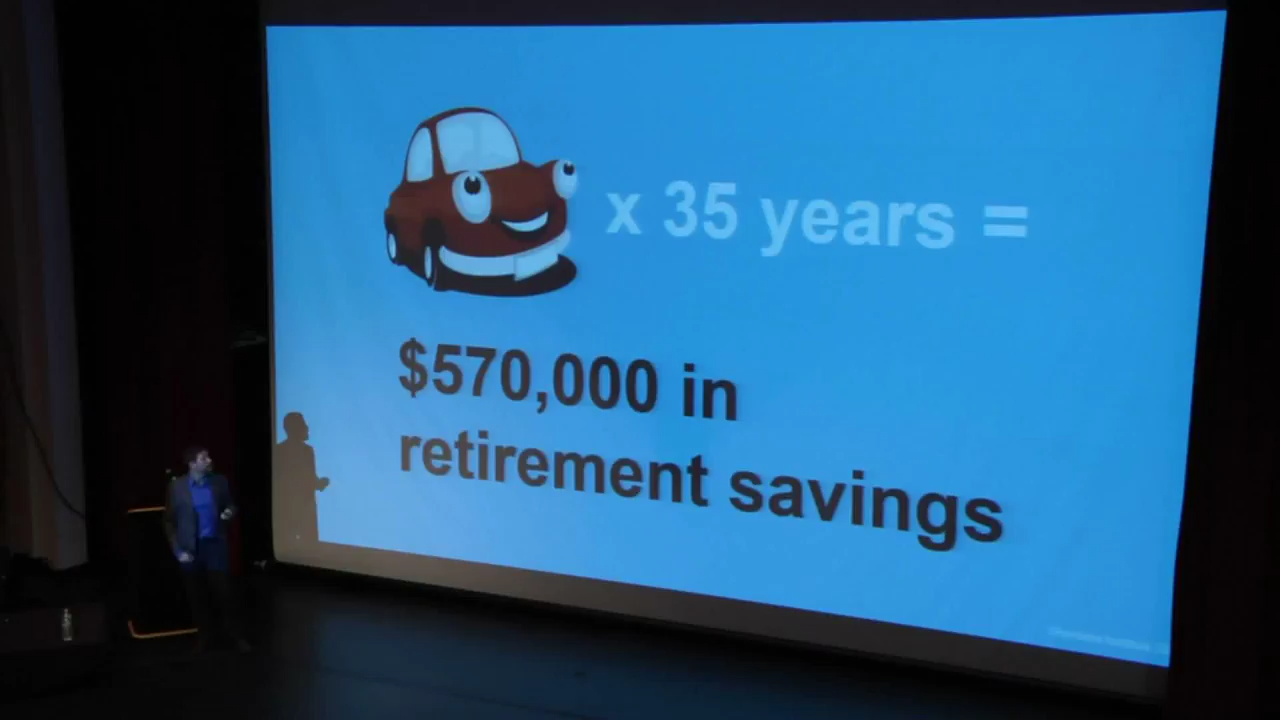 x 35 years =
$570,000 in
retirement savings